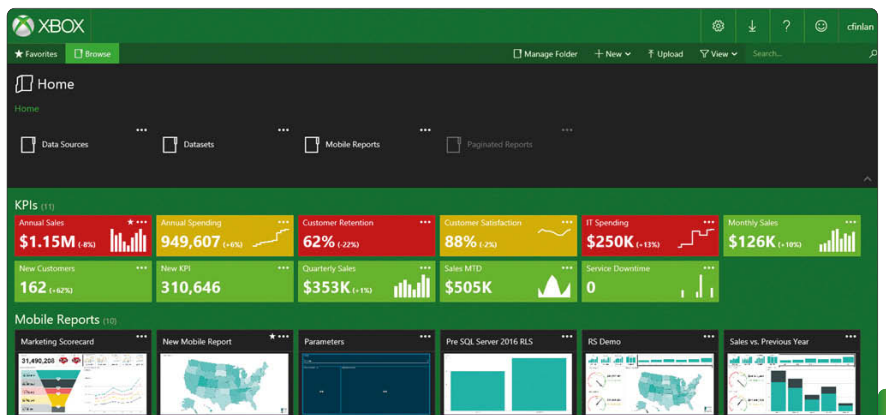 XBOX
cfinlan
Favorites Browse Manage Folder New Upload View Search...
Home
Home
Data Sources Datasets Mobile Reports Paginated Reports
KPIs (11)
Annual Sales Annual Spending Customer Retention Customer Satisfaction IT Spending Monthly Sales
$1.15M (-8%) 949,607 (+6%) 62% (-22%) 88% (-2%) $250K (+13%) $126K (+10%)
New Customers New KPI Quarterly Sales Sales MTD Service Downtime
162 (+62%) 310,646 $353K (+1%) $505K 0
Mobile Reports (10)
Marketing Scorecard New Mobile Report Parameters Pre SQL Server 2016 RLS RS Demo Sales vs. Previous Year
31,490,208